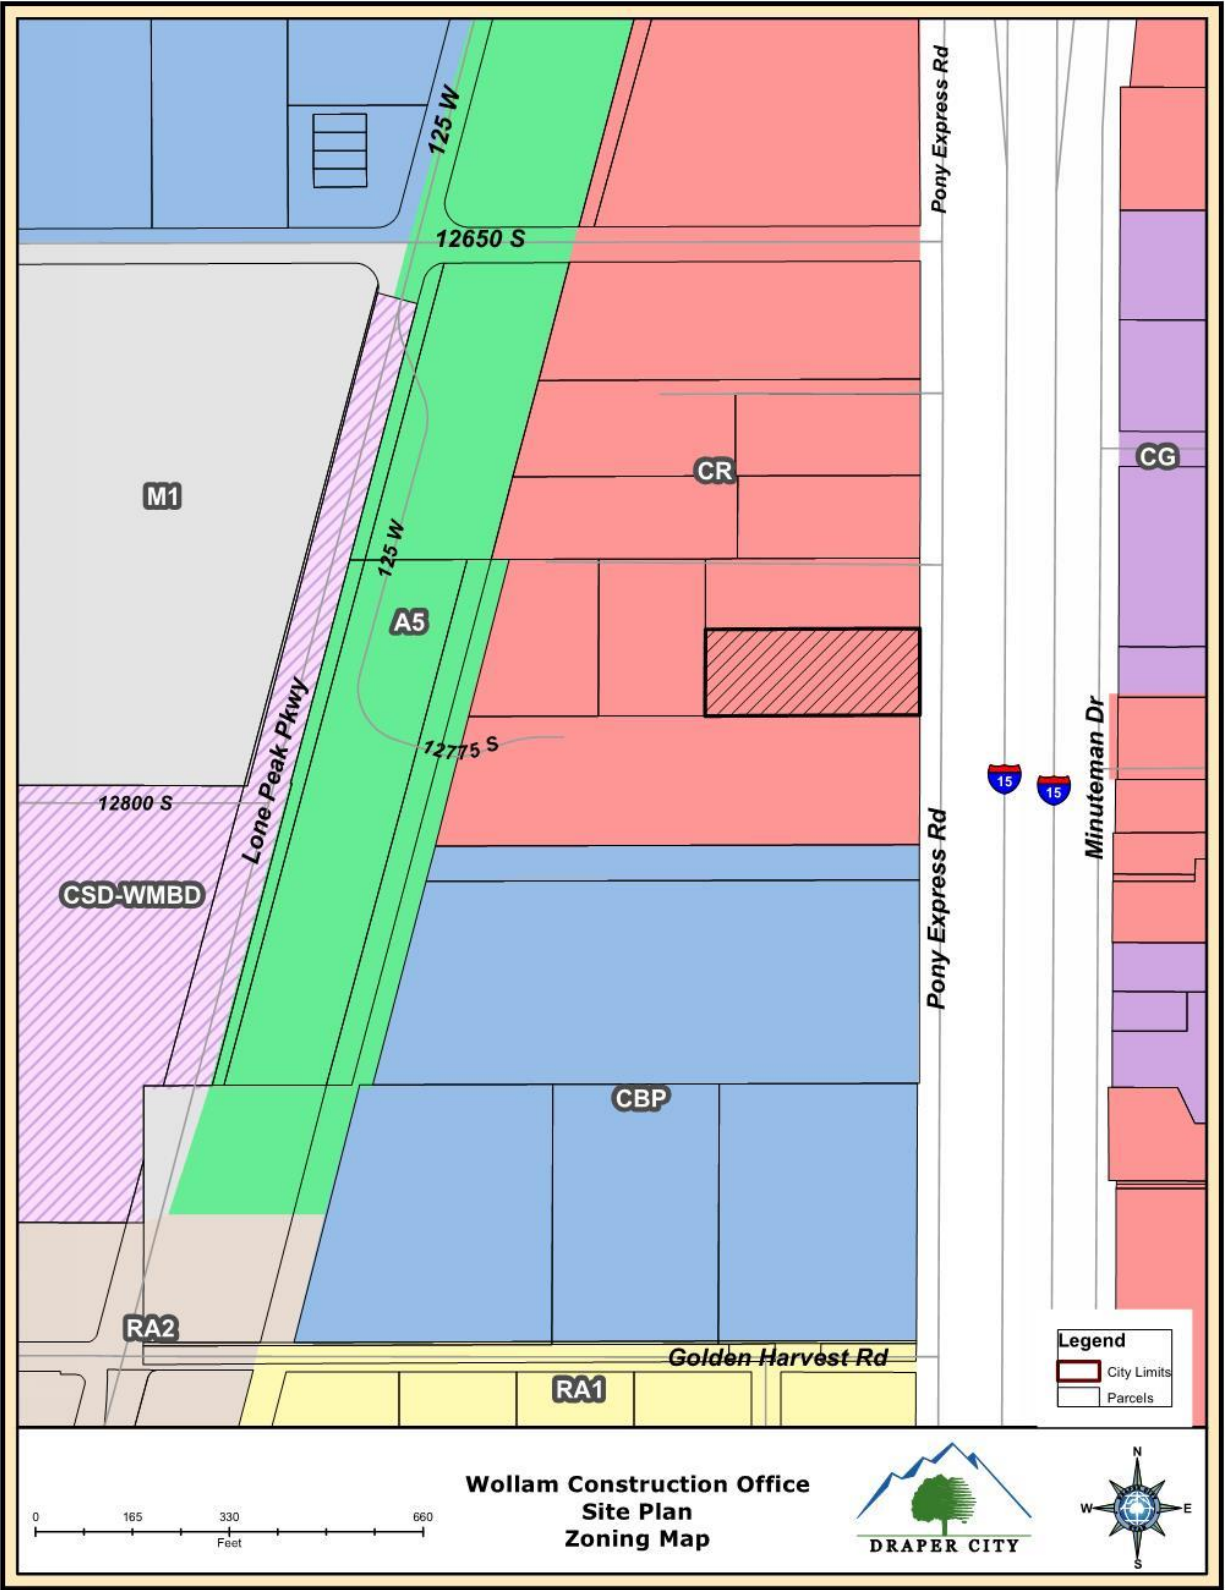 125 W
Pony Express Rd
12650 S
M1
CR
CG
125 W
A5
Lone Peak Pkwy
12775 S
Minuteman Dr
15
15
12800 S
CSD-WMBD
Pony Express Rd
CBP
RA2
Golden Harvest Rd
RA1
Legend
City Limits
Parcels
0 165 330 660
Feet
Wollam Construction Office
Site Plan
Zoning Map
DRAPER CITY
N
W E
S